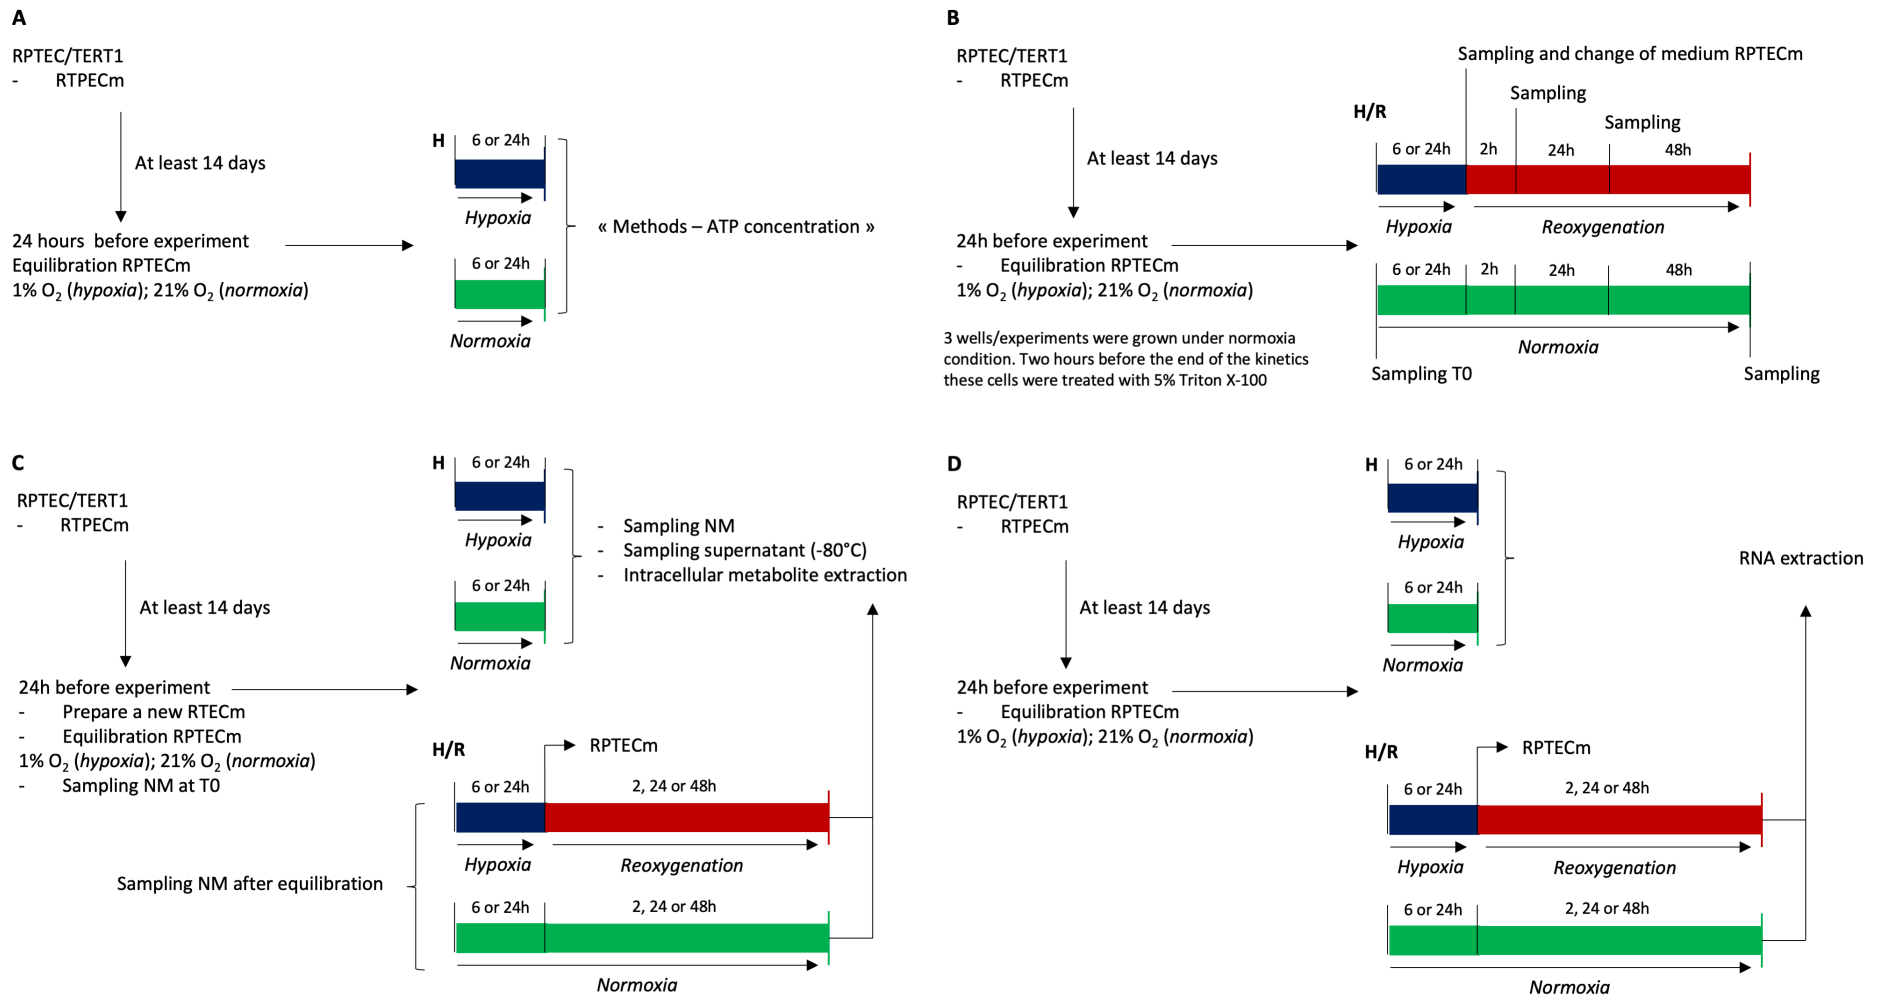 A
RPTEC/TERT1
- RTPECm
At least 14 days
24 hours before experiment
Equilibration RPTECm
1% O2 (hypoxia); 21% O2 (normoxia)
H
6 or 24h
Hypoxia
6 or 24h
Normoxia
« Methods – ATP concentration »
B
RPTEC/TERT1
- RTPECm
At least 14 days
24h before experiment
- Equilibration RPTECm
1% O2 (hypoxia); 21% O2 (normoxia)
3 wells/experiments were grown under normoxia
condition. Two hours before the end of the kinetics
these cells were treated with 5% Triton X-100
Sampling and change of medium RPTECm
Sampling
Sampling
H/R
6 or 24h 2h 24h 48h
Hypoxia Reoxygenation
6 or 24h 2h 24h 48h
Normoxia
Sampling T0 Sampling
C
RPTEC/TERT1
- RTPECm
At least 14 days
24h before experiment
- Prepare a new RTECm
- Equilibration RPTECm
1% O2 (hypoxia); 21% O2 (normoxia)
- Sampling NM at T0
Sampling NM after equilibration
H
6 or 24h
Hypoxia
6 or 24h
Normoxia
- Sampling NM
- Sampling supernatant (-80°C)
- Intracellular metabolite extraction
H/R
RPTECm
6 or 24h 2, 24 or 48h
Hypoxia Reoxygenation
6 or 24h 2, 24 or 48h
Normoxia
D
RPTEC/TERT1
- RTPECm
At least 14 days
24h before experiment
- Equilibration RPTECm
1% O2 (hypoxia); 21% O2 (normoxia)
H
6 or 24h
Hypoxia
6 or 24h
Normoxia
RNA extraction
H/R
RPTECm
6 or 24h 2, 24 or 48h
Hypoxia Reoxygenation
6 or 24h 2, 24 or 48h
Normoxia